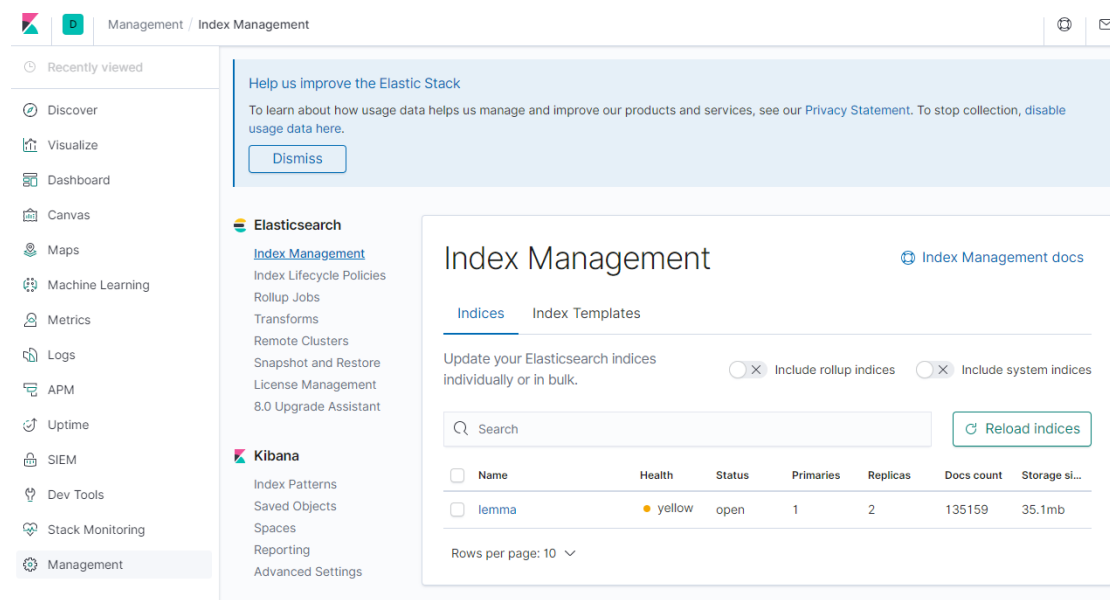 D Management / Index Management
Recently viewed
Discover
Visualize
Dashboard
Canvas
Maps
Machine Learning
Metrics
Logs
APM
Uptime
SIEM
Dev Tools
Stack Monitoring
Management
Help us improve the Elastic Stack
To learn about how usage data helps us manage and improve our products and services, see our Privacy Statement. To stop collection, disable
usage data here.
Dismiss
Elasticsearch
Index Management
Index Lifecycle Policies
Rollup Jobs
Transforms
Remote Clusters
Snapshot and Restore
License Management
8.0 Upgrade Assistant
Kibana
Index Patterns
Saved Objects
Spaces
Reporting
Advanced Settings
Index Management
Index Management docs
Indices Index Templates
Update your Elasticsearch indices
individually or in bulk.
Include rollup indices Include system indices
Search
Reload indices
Name Health Status Primaries Replicas Docs count Storage si...
lemma yellow open 1 2 135159 35.1mb
Rows per page: 10